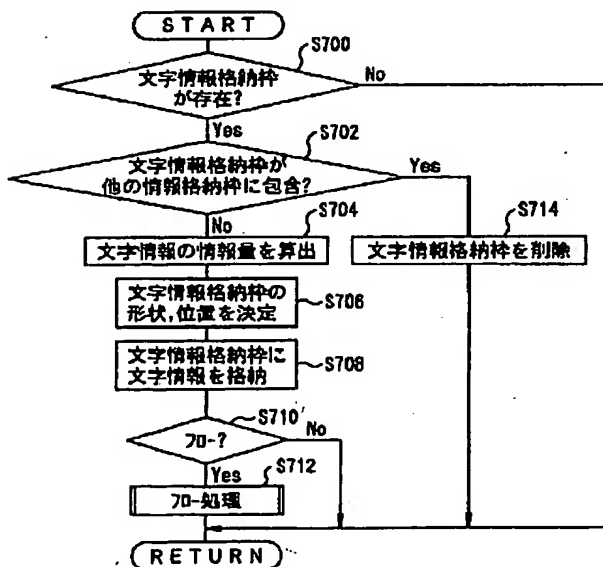 START
S700
文字情報格納枠
が存在?
No
Yes
S702
文字情報格納枠が
他の情報格納枠に包含?
Yes
No
S704
文字情報の情報量を算出
S714
文字情報格納枠を削除
文字情報格納枠の
形状,位置を決定
S706
文字情報格納枠に
文字情報を格納
S708
S710
フロー?
No
Yes
S712
フロー処理
RETURN